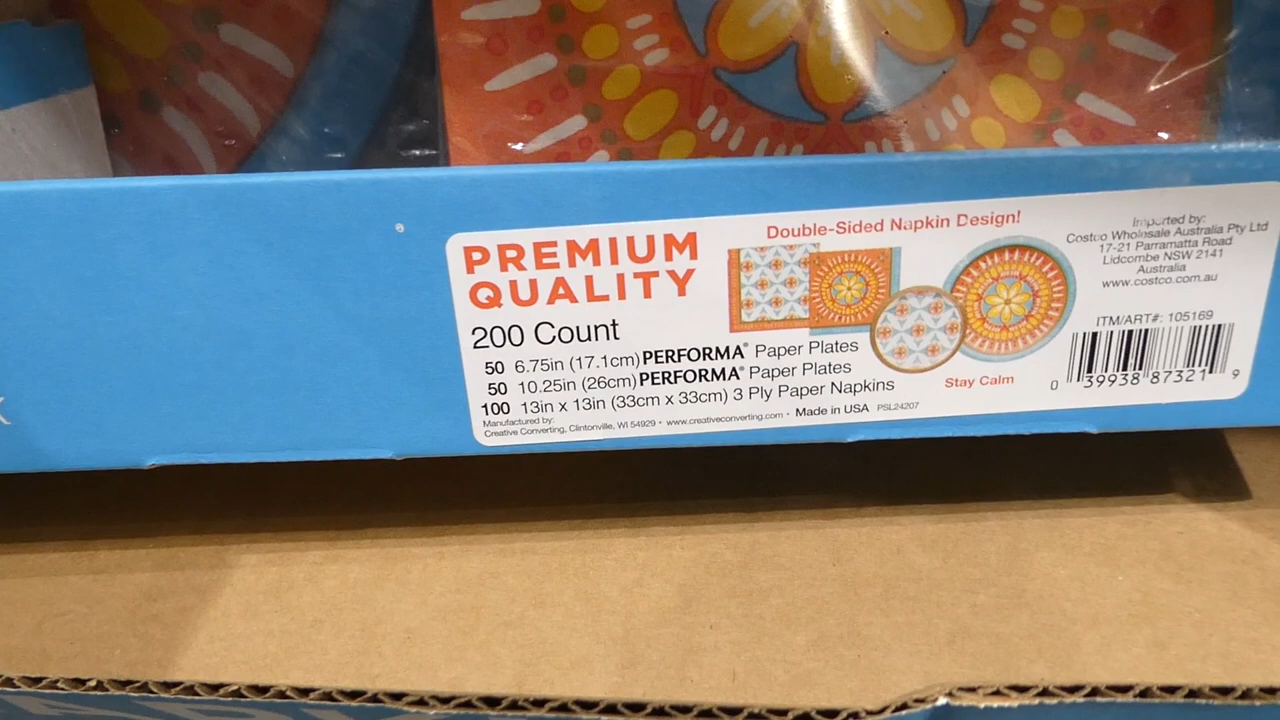 PREMIUM
QUALITY
200 Count
50 6.75in (17.1cm) PERFORMA® Paper Plates
50 10.25in (26cm) PERFORMA® Paper Plates
100 13in x 13in (33cm x 33cm) 3 Ply Paper Napkins
Manufactured by:
Creative Converting, Clintonville, WI 54929 • www.creativeconverting.com • Made in USA PSL24207
Double-Sided Napkin Design!
Stay Calm
Imported by:
Costco Wholesale Australia Pty Ltd
17-21 Parramatta Road
Lidcombe NSW 2141
Australia
www.costco.com.au
ITM/ART#: 105169
0 39938 87321 9